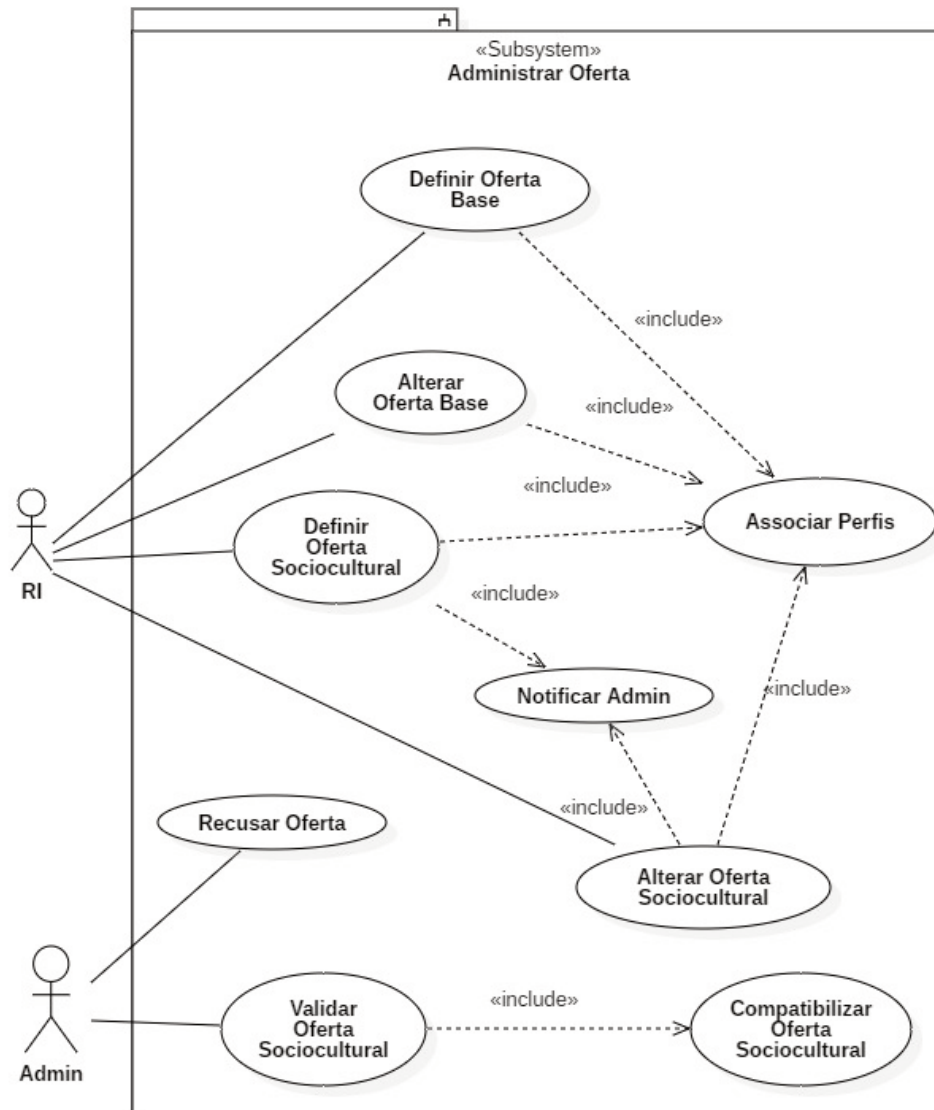 «Subsystem»
Administrar Oferta
Definir Oferta
Base
«include»
Alterar
Oferta Base
«include»
«include»
Definir
Oferta
Sociocultural
Associar Perfis
RI
«include»
Notificar Admin
«include»
«include»
Recusar Oferta
Alterar Oferta
Sociocultural
Validar
Oferta
Sociocultural
«include»
Compatibilizar
Oferta
Sociocultural
Admin